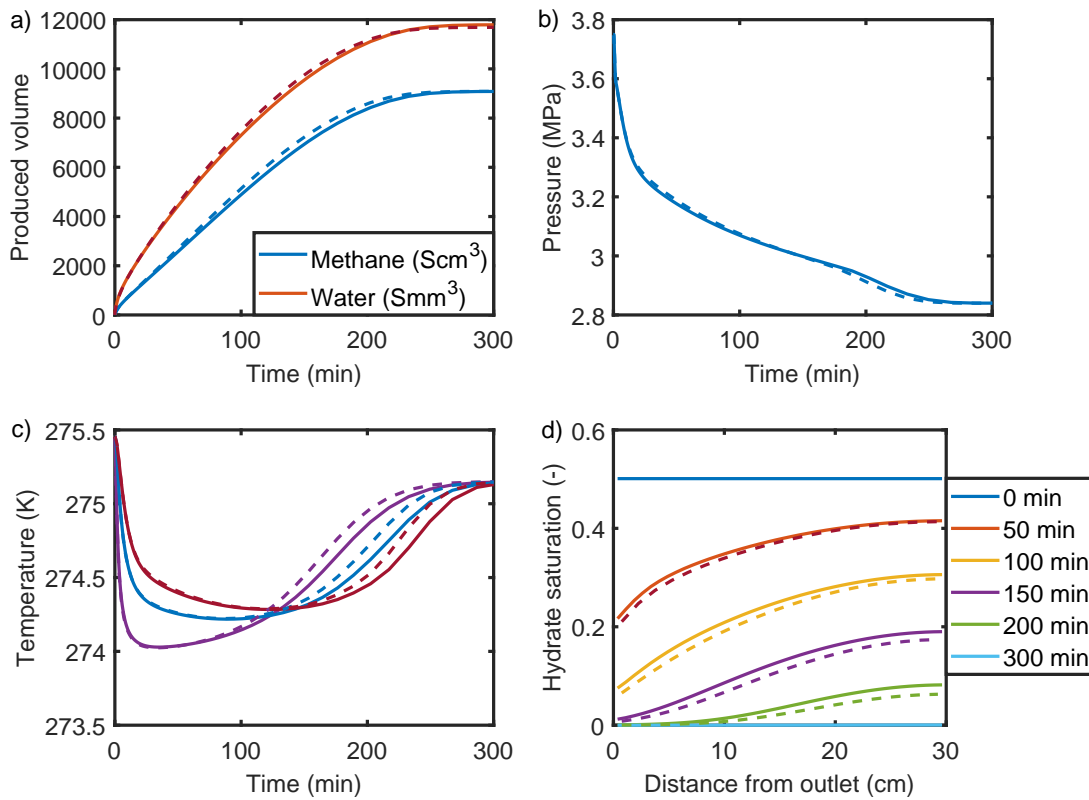 a)
12000
10000
8000
6000
4000
2000
0
Produced volume
Methane (Scm³)
Water (Smm³)
0
100
200
300
Time (min)
b)
3.8
3.6
3.4
3.2
3
2.8
Pressure (MPa)
0
100
200
300
Time (min)
c)
275.5
275
274.5
274
273.5
Temperature (K)
0
100
200
300
Time (min)
d)
0.6
0.4
0.2
0
Hydrate saturation (-)
0
10
20
30
Distance from outlet (cm)
0 min
50 min
100 min
150 min
200 min
300 min